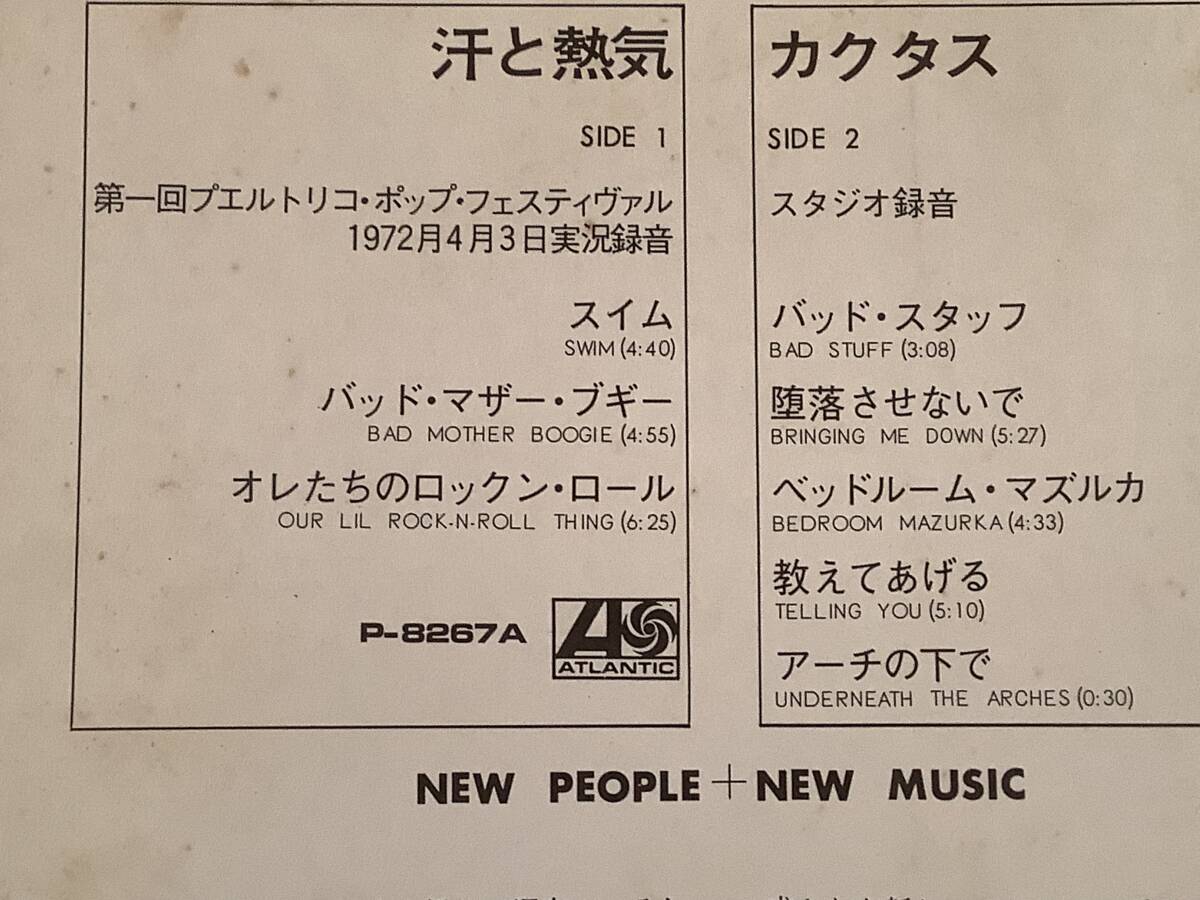 汗と熱気
SIDE 1
第一回プエルトリコ・ポップ・フェスティヴァル
1972月4月3日実況録音
スイム
SWIM (4:40)
バッド・マザー・ブギー
BAD MOTHER BOOGIE (4:55)
オレたちのロックン・ロール
OUR LIL ROCK-N-ROLL THING (6:25)
P-8267A
ATLANTIC
カクタス
SIDE 2
スタジオ録音
バッド・スタッフ
BAD STUFF (3:08)
堕落させないで
BRINGING ME DOWN (5:27)
ベッドルーム・マズルカ
BEDROOM MAZURKA (4:33)
教えてあげる
TELLING YOU (5:10)
アーチの下で
UNDERNEATH THE ARCHES (0:30)
NEW PEOPLE+NEW MUSIC